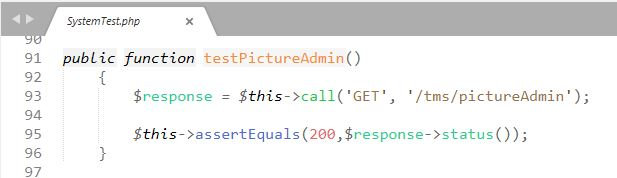 SystemTest.php ×
90
91 public function testPictureAdmin()
92 {
93 $response = $this->call('GET', '/tms/pictureAdmin');
94
95 $this->assertEquals(200,$response->status());
96 }
97